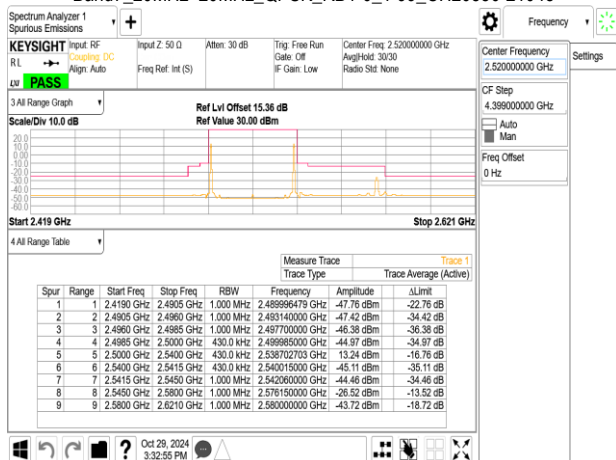 Spectrum Analyzer 1
Spurious Emissions
Frequency
Settings
KEYSIGHT
RL
PASS
Input: RF
Coupling: DC
Align: Auto
Input Z: 50 Ω
Freq Ref: Int (S)
Atten: 30 dB
Trig: Free Run
Gate: Off
IF Gain: Low
Center Freq: 2.520000000 GHz
Avg|Hold: 30/30
Radio Std: None
Center Frequency
2.520000000 GHz
CF Step
4.399000000 GHz
Auto
Man
Freq Offset
0 Hz
3 All Range Graph
Scale/Div 10.0 dB
Ref Lvl Offset 15.36 dB
Ref Value 30.00 dBm
20.0
10.0
0.0
-10.0
-20.0
-30.0
-40.0
-50.0
-60.0
Start 2.419 GHz
Stop 2.621 GHz
4 All Range Table
Measure Trace Trace 1
Trace Type Trace Average (Active)
Spur Range Start Freq Stop Freq RBW Frequency Amplitude ΔLimit
1 1 2.4190 GHz 2.4905 GHz 1.000 MHz 2.489996479 GHz -47.76 dBm -22.76 dB
2 2 2.4905 GHz 2.4960 GHz 1.000 MHz 2.493140000 GHz -47.42 dBm -34.42 dB
3 3 2.4960 GHz 2.4985 GHz 1.000 MHz 2.497700000 GHz -46.38 dBm -36.38 dB
4 4 2.4985 GHz 2.5000 GHz 430.0 kHz 2.499985000 GHz -44.97 dBm -34.97 dB
5 5 2.5000 GHz 2.5400 GHz 430.0 kHz 2.538702703 GHz 13.24 dBm -16.76 dB
6 6 2.5400 GHz 2.5415 GHz 430.0 kHz 2.540015000 GHz -45.11 dBm -35.11 dB
7 7 2.5415 GHz 2.5450 GHz 1.000 MHz 2.542060000 GHz -44.46 dBm -34.46 dB
8 8 2.5450 GHz 2.5800 GHz 1.000 MHz 2.576150000 GHz -26.52 dBm -13.52 dB
9 9 2.5800 GHz 2.6210 GHz 1.000 MHz 2.580000000 GHz -43.72 dBm -18.72 dB
Oct 29, 2024
3:32:55 PM